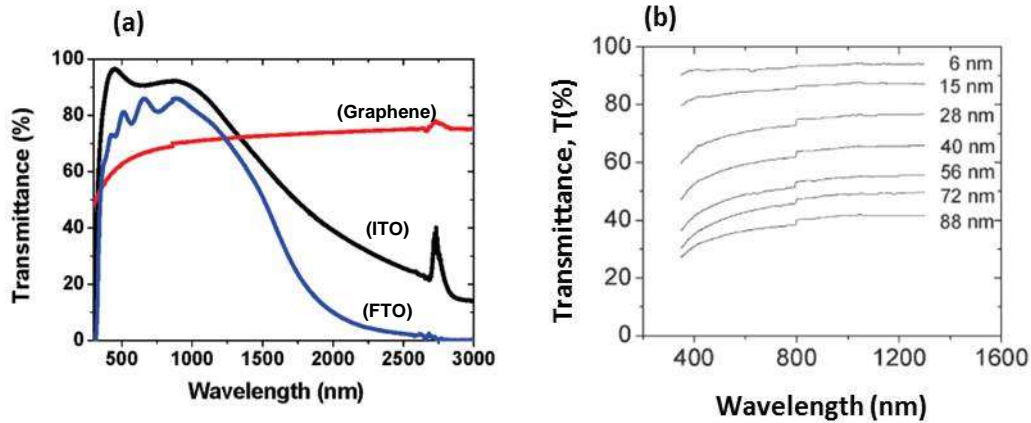 (a)
Transmittance (%)
100
80
60
40
20
0
(Graphene)
(ITO)
(FTO)
500 1000 1500 2000 2500 3000
Wavelength (nm)
(b)
Transmittance, T(%)
100
80
60
40
20
0
6 nm
15 nm
28 nm
40 nm
56 nm
72 nm
88 nm
400 800 1200 1600
Wavelength (nm)